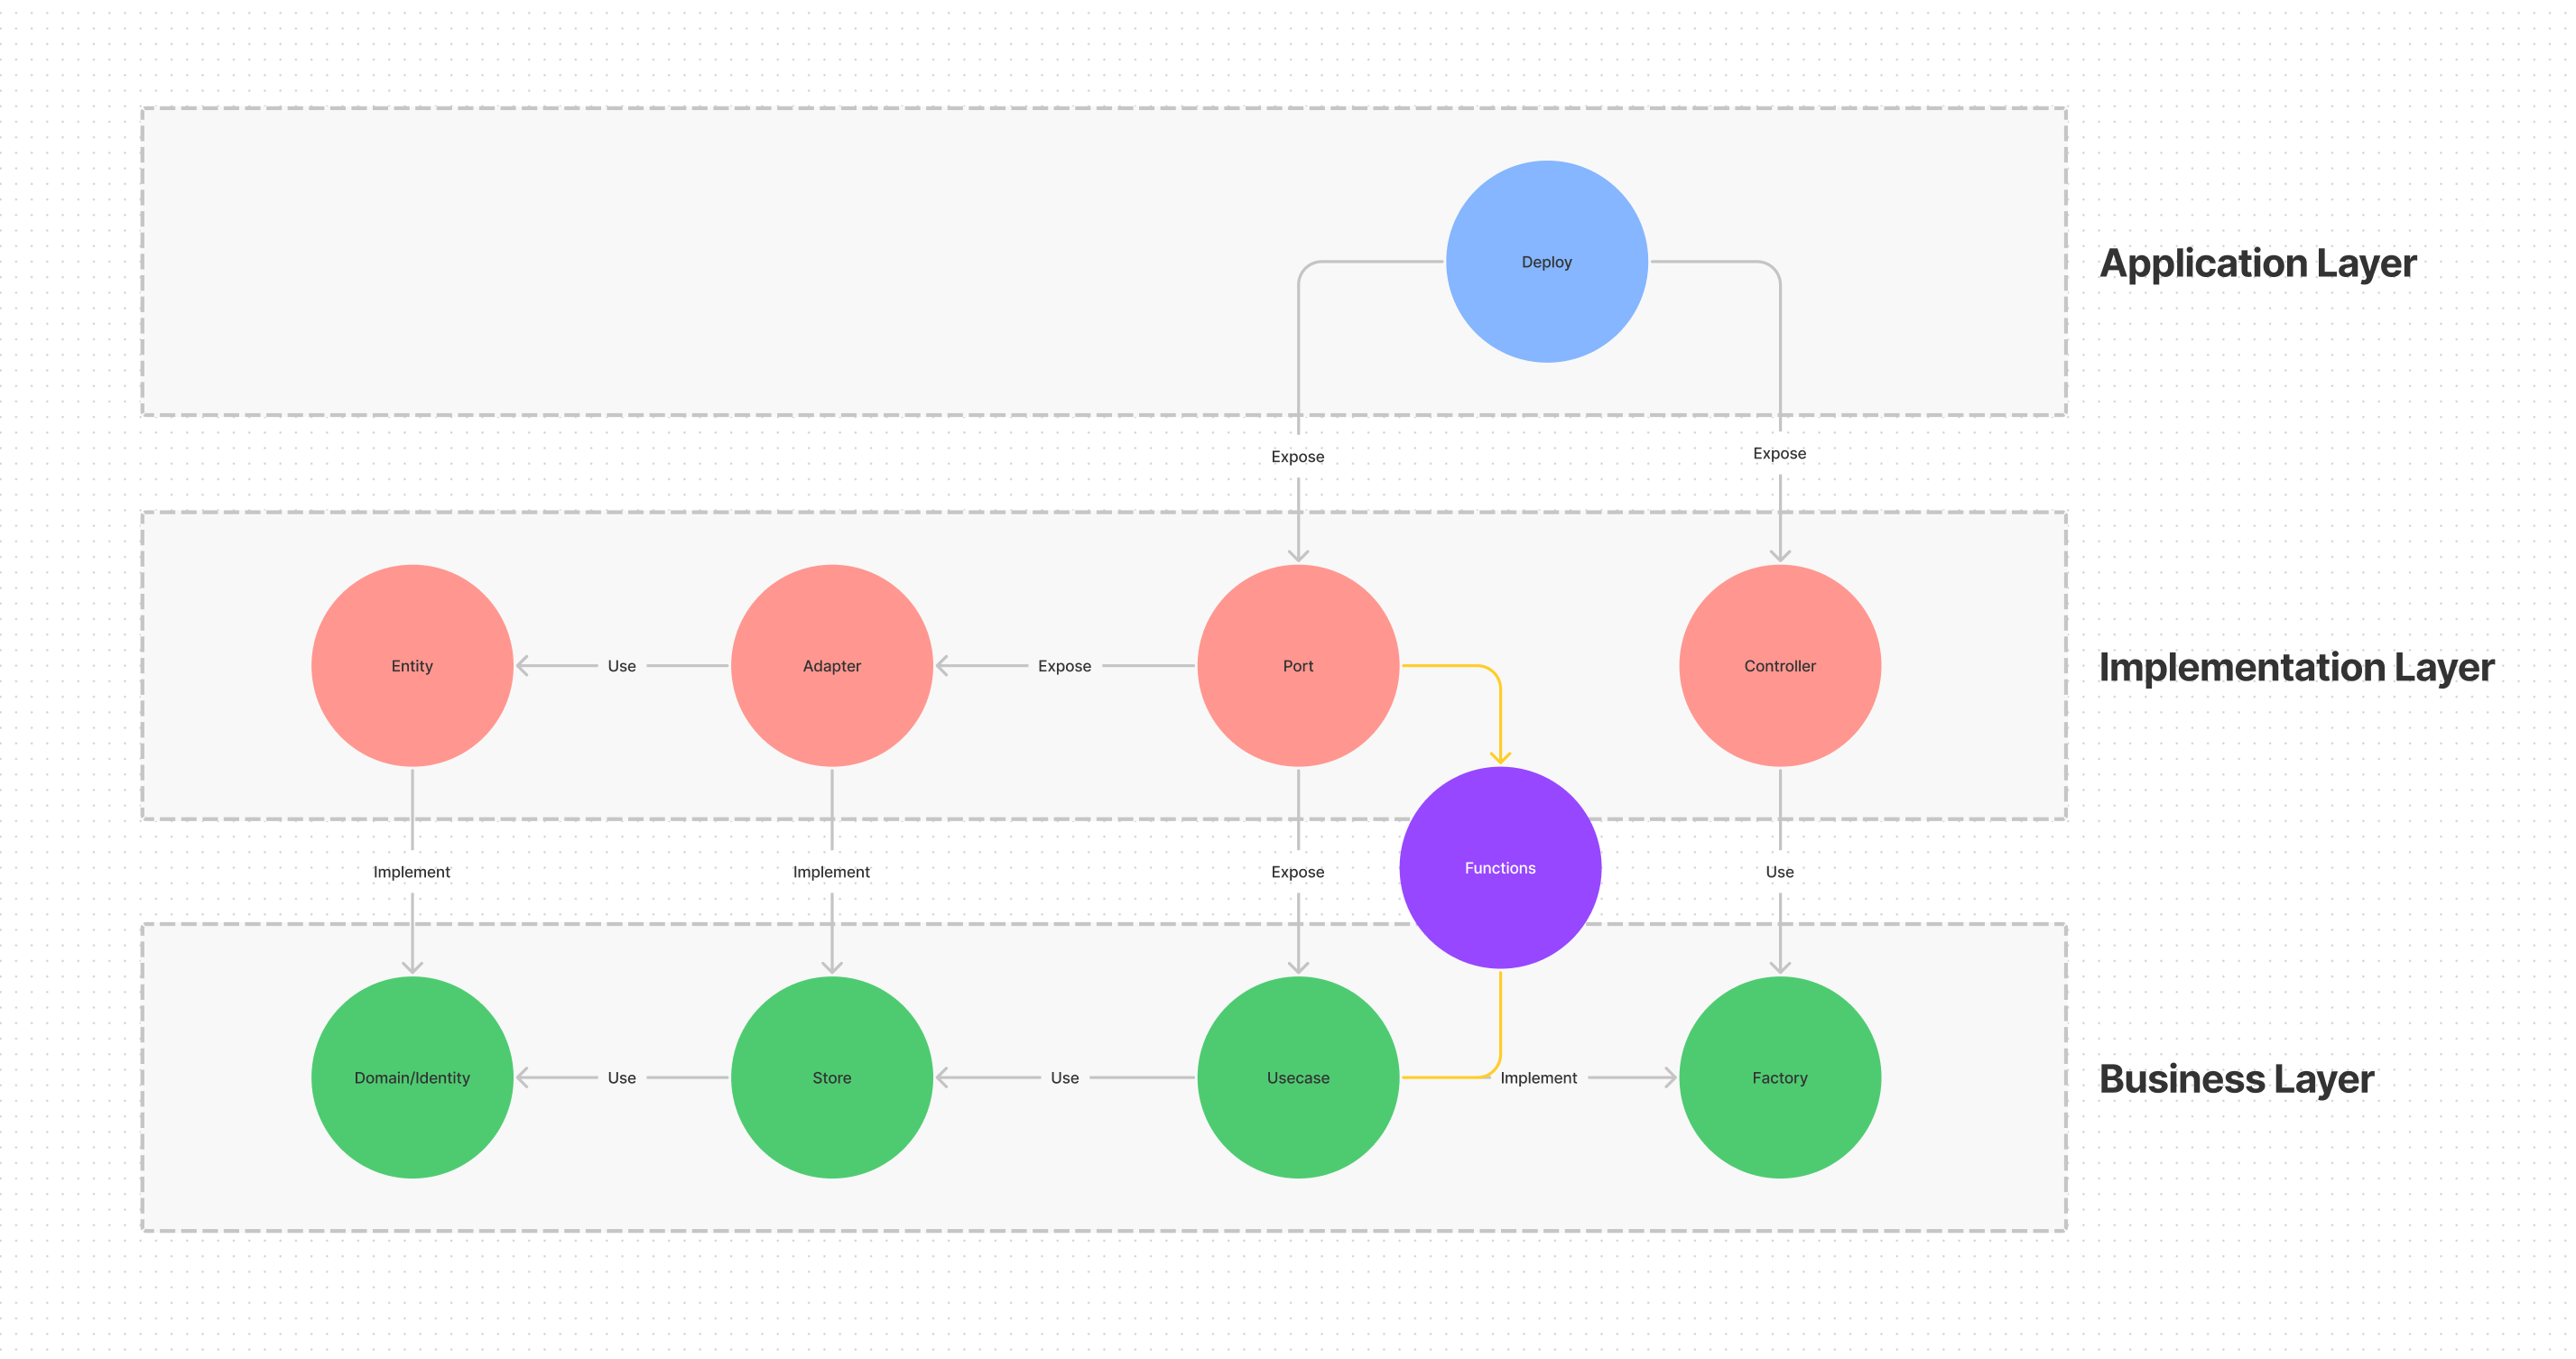 Deploy
Application Layer
Expose
Expose
Entity
Use
Adapter
Expose
Port
Controller
Implementation Layer
Implement
Implement
Expose
Functions
Use
Domain/Identity
Use
Store
Use
Usecase
Implement
Factory
Business Layer